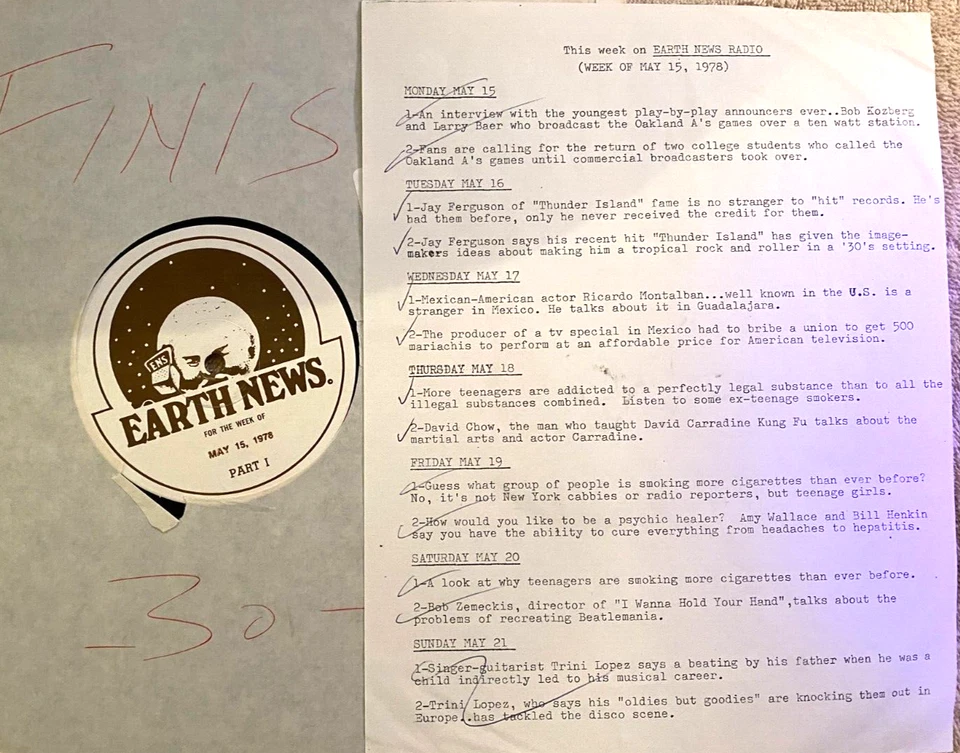 FINIS
ENS
EARTH NEWS.
FOR THE WEEK OF
MAY 15, 1978
PART I
-30-
This week on EARTH NEWS RADIO
(WEEK OF MAY 15, 1978)
MONDAY MAY 15
1-An interview with the youngest play-by-play announcers ever..Bob Kozberg
and Larry Baer who broadcast the Oakland A's games over a ten watt station.
2-Fans are calling for the return of two college students who called the
Oakland A's games until commercial broadcasters took over.
TUESDAY MAY 16
1-Jay Ferguson of "Thunder Island" fame is no stranger to "hit" records. He's
had them before, only he never received the credit for them.
2-Jay Ferguson says his recent hit "Thunder Island" has given the image-
makers ideas about making him a tropical rock and roller in a '30's setting.
WEDNESDAY MAY 17
1-Mexican-American actor Ricardo Montalban...well known in the U.S. is a
stranger in Mexico. He talks about it in Guadalajara.
2-The producer of a tv special in Mexico had to bribe a union to get 500
mariachis to perform at an affordable price for American television.
THURSDAY MAY 18
1-More teenagers are addicted to a perfectly legal substance than to all the
illegal substances combined. Listen to some ex-teenage smokers.
2-David Chow, the man who taught David Carradine Kung Fu talks about the
martial arts and actor Carradine.
FRIDAY MAY 19
1-Guess what group of people is smoking more cigarettes than ever before?
No, it's not New York cabbies or radio reporters, but teenage girls.
2-How would you like to be a psychic healer? Amy Wallace and Bill Henkin
say you have the ability to cure everything from headaches to hepatitis.
SATURDAY MAY 20
1-A look at why teenagers are smoking more cigarettes than ever before.
2-Bob Zemeckis, director of "I Wanna Hold Your Hand",talks about the
problems of recreating Beatlemania.
SUNDAY MAY 21
1-Singer-guitarist Trini Lopez says a beating by his father when he was a
child indirectly led to his musical career.
2-Trini Lopez, who says his "oldies but goodies" are knocking them out in
Europe..has tackled the disco scene.